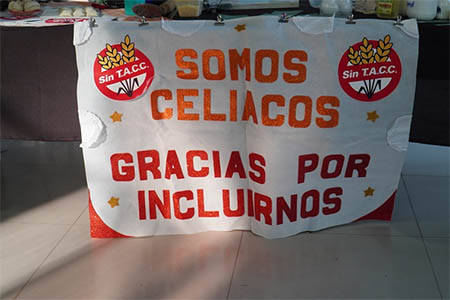 SOMOS
CELIACOS
GRACIAS POR
INCLUIRNOS
Sin T.A.C.C.
Sin T.A.C.C.